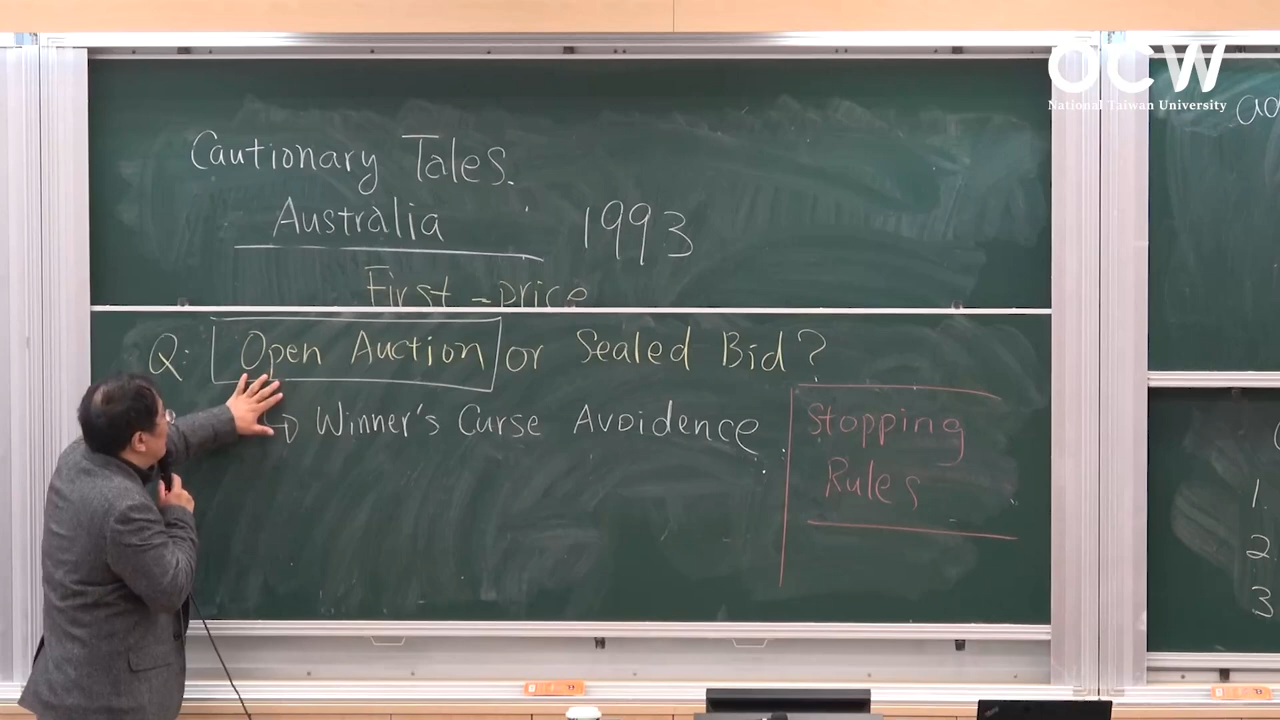 OCW
National Taiwan University
Cautionary Tales.
Australia 1993
First-price
Q: Open Auction or Sealed Bid?
↳ Winner's Curse Avoidence
Stopping
Rules
1.
2
3